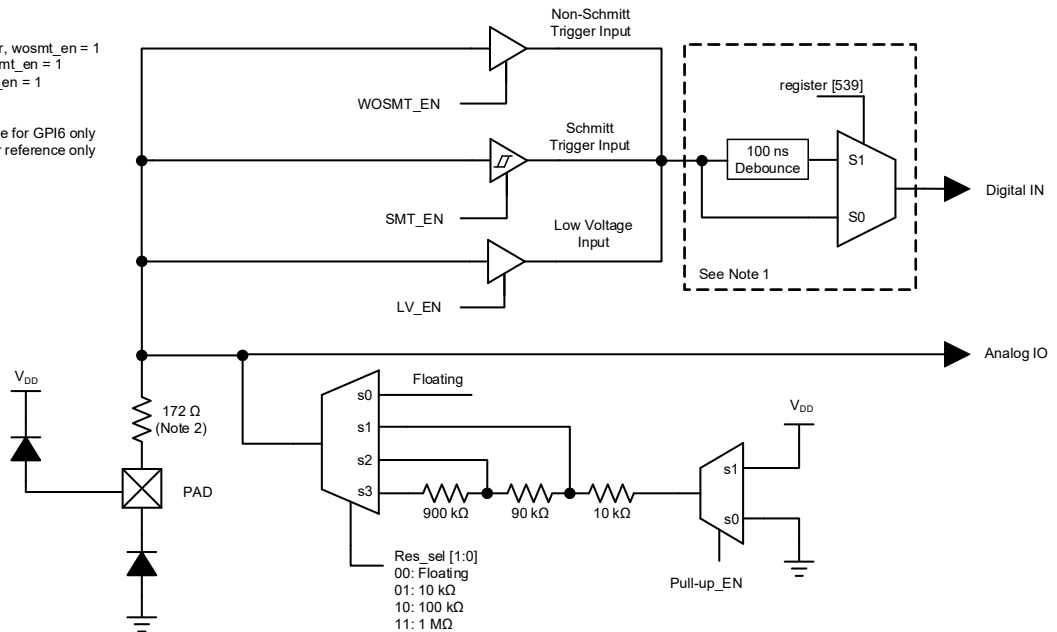 r, wosmt_en = 1
mt_en = 1
_en = 1
e for GPI6 only
r reference only
Non-Schmitt
Trigger Input
WOSMT_EN
Schmitt
Trigger Input
SMT_EN
Low Voltage
Input
LV_EN
register [539]
100 ns
Debounce
S1
S0
See Note 1
Digital IN
Analog IO
VDD
172 Ω
(Note 2)
PAD
Floating
s0
s1
s2
s3
900 kΩ
90 kΩ
10 kΩ
Res_sel [1:0]
00: Floating
01: 10 kΩ
10: 100 kΩ
11: 1 MΩ
VDD
s1
s0
Pull-up_EN